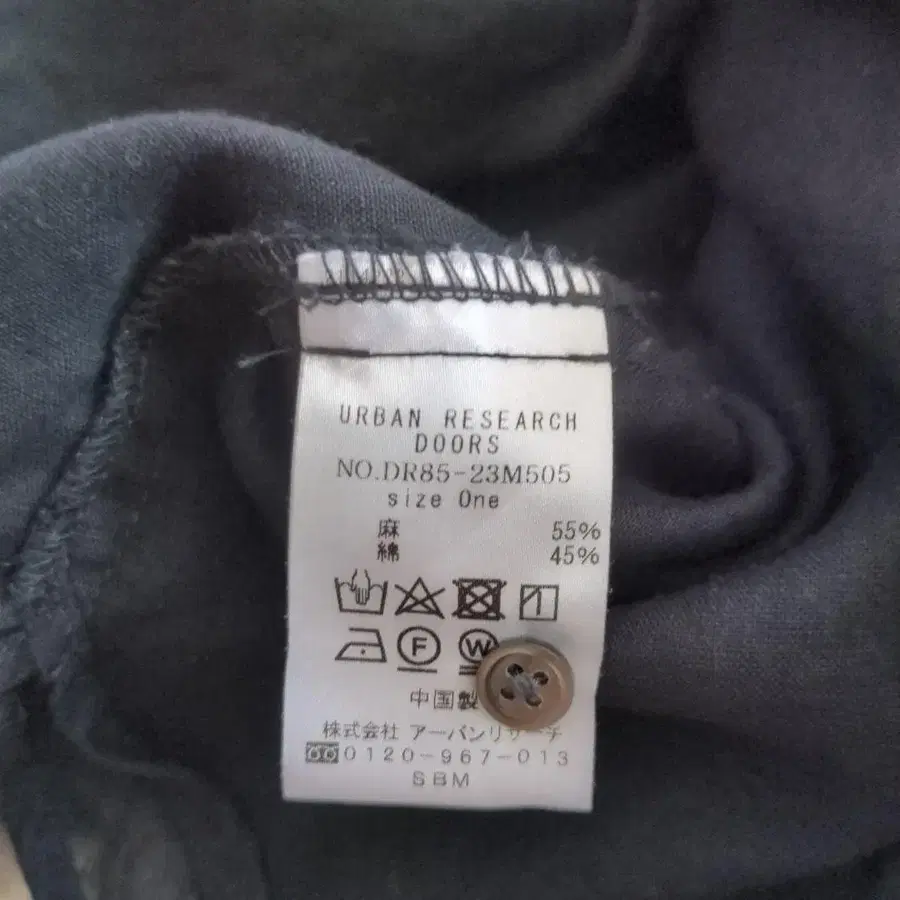 URBAN RESEARCH
DOORS
NO.DR85-23M505
size One
麻 55%
綿 45%
F W
中国製
株式会社 アーバンリサーチ
0120-967-013
SBM